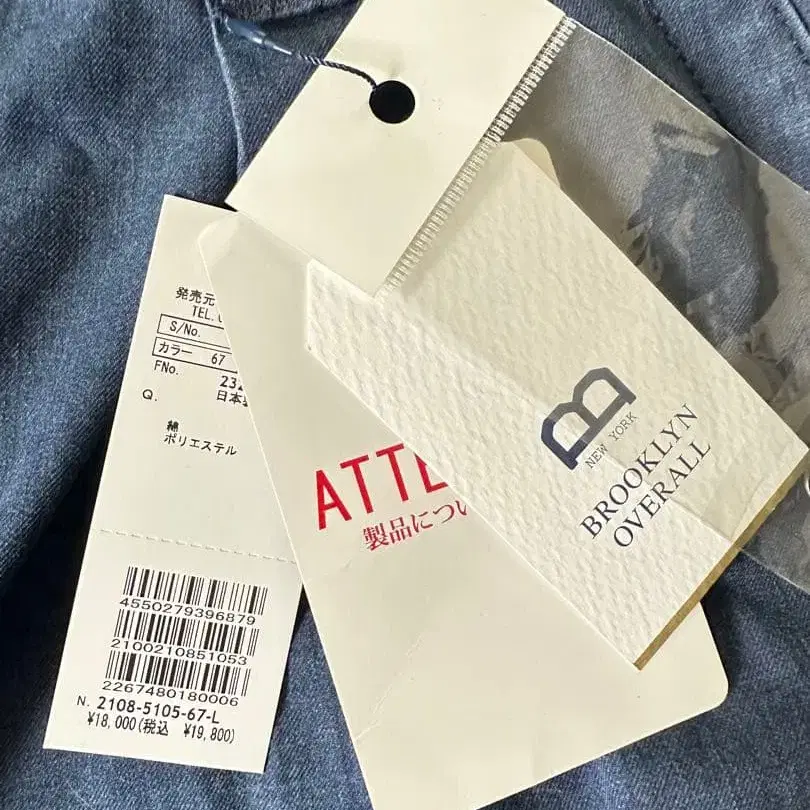 発売元
TEL.
S/No.
カラー 67
FNo.
232
Q. 日本製
綿
ポリエステル
4550279396879
2100210851053
2267480180006
N. 2108-5105-67-L
¥18,000(税込 ¥19,800)
ATTE
製品につい
B
NEW YORK
BROOKLYN
OVERALL